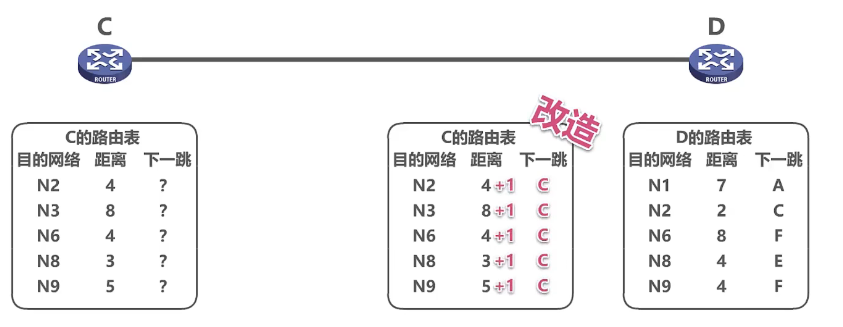 C
D
ROUTER
ROUTER
C的路由表
目的网络 距离 下一跳
N2 4 ?
N3 8 ?
N6 4 ?
N8 3 ?
N9 5 ?
改造
C的路由表
目的网络 距离 下一跳
N2 4+1 C
N3 8+1 C
N6 4+1 C
N8 3+1 C
N9 5+1 C
D的路由表
目的网络 距离 下一跳
N1 7 A
N2 2 C
N6 8 F
N8 4 E
N9 4 F